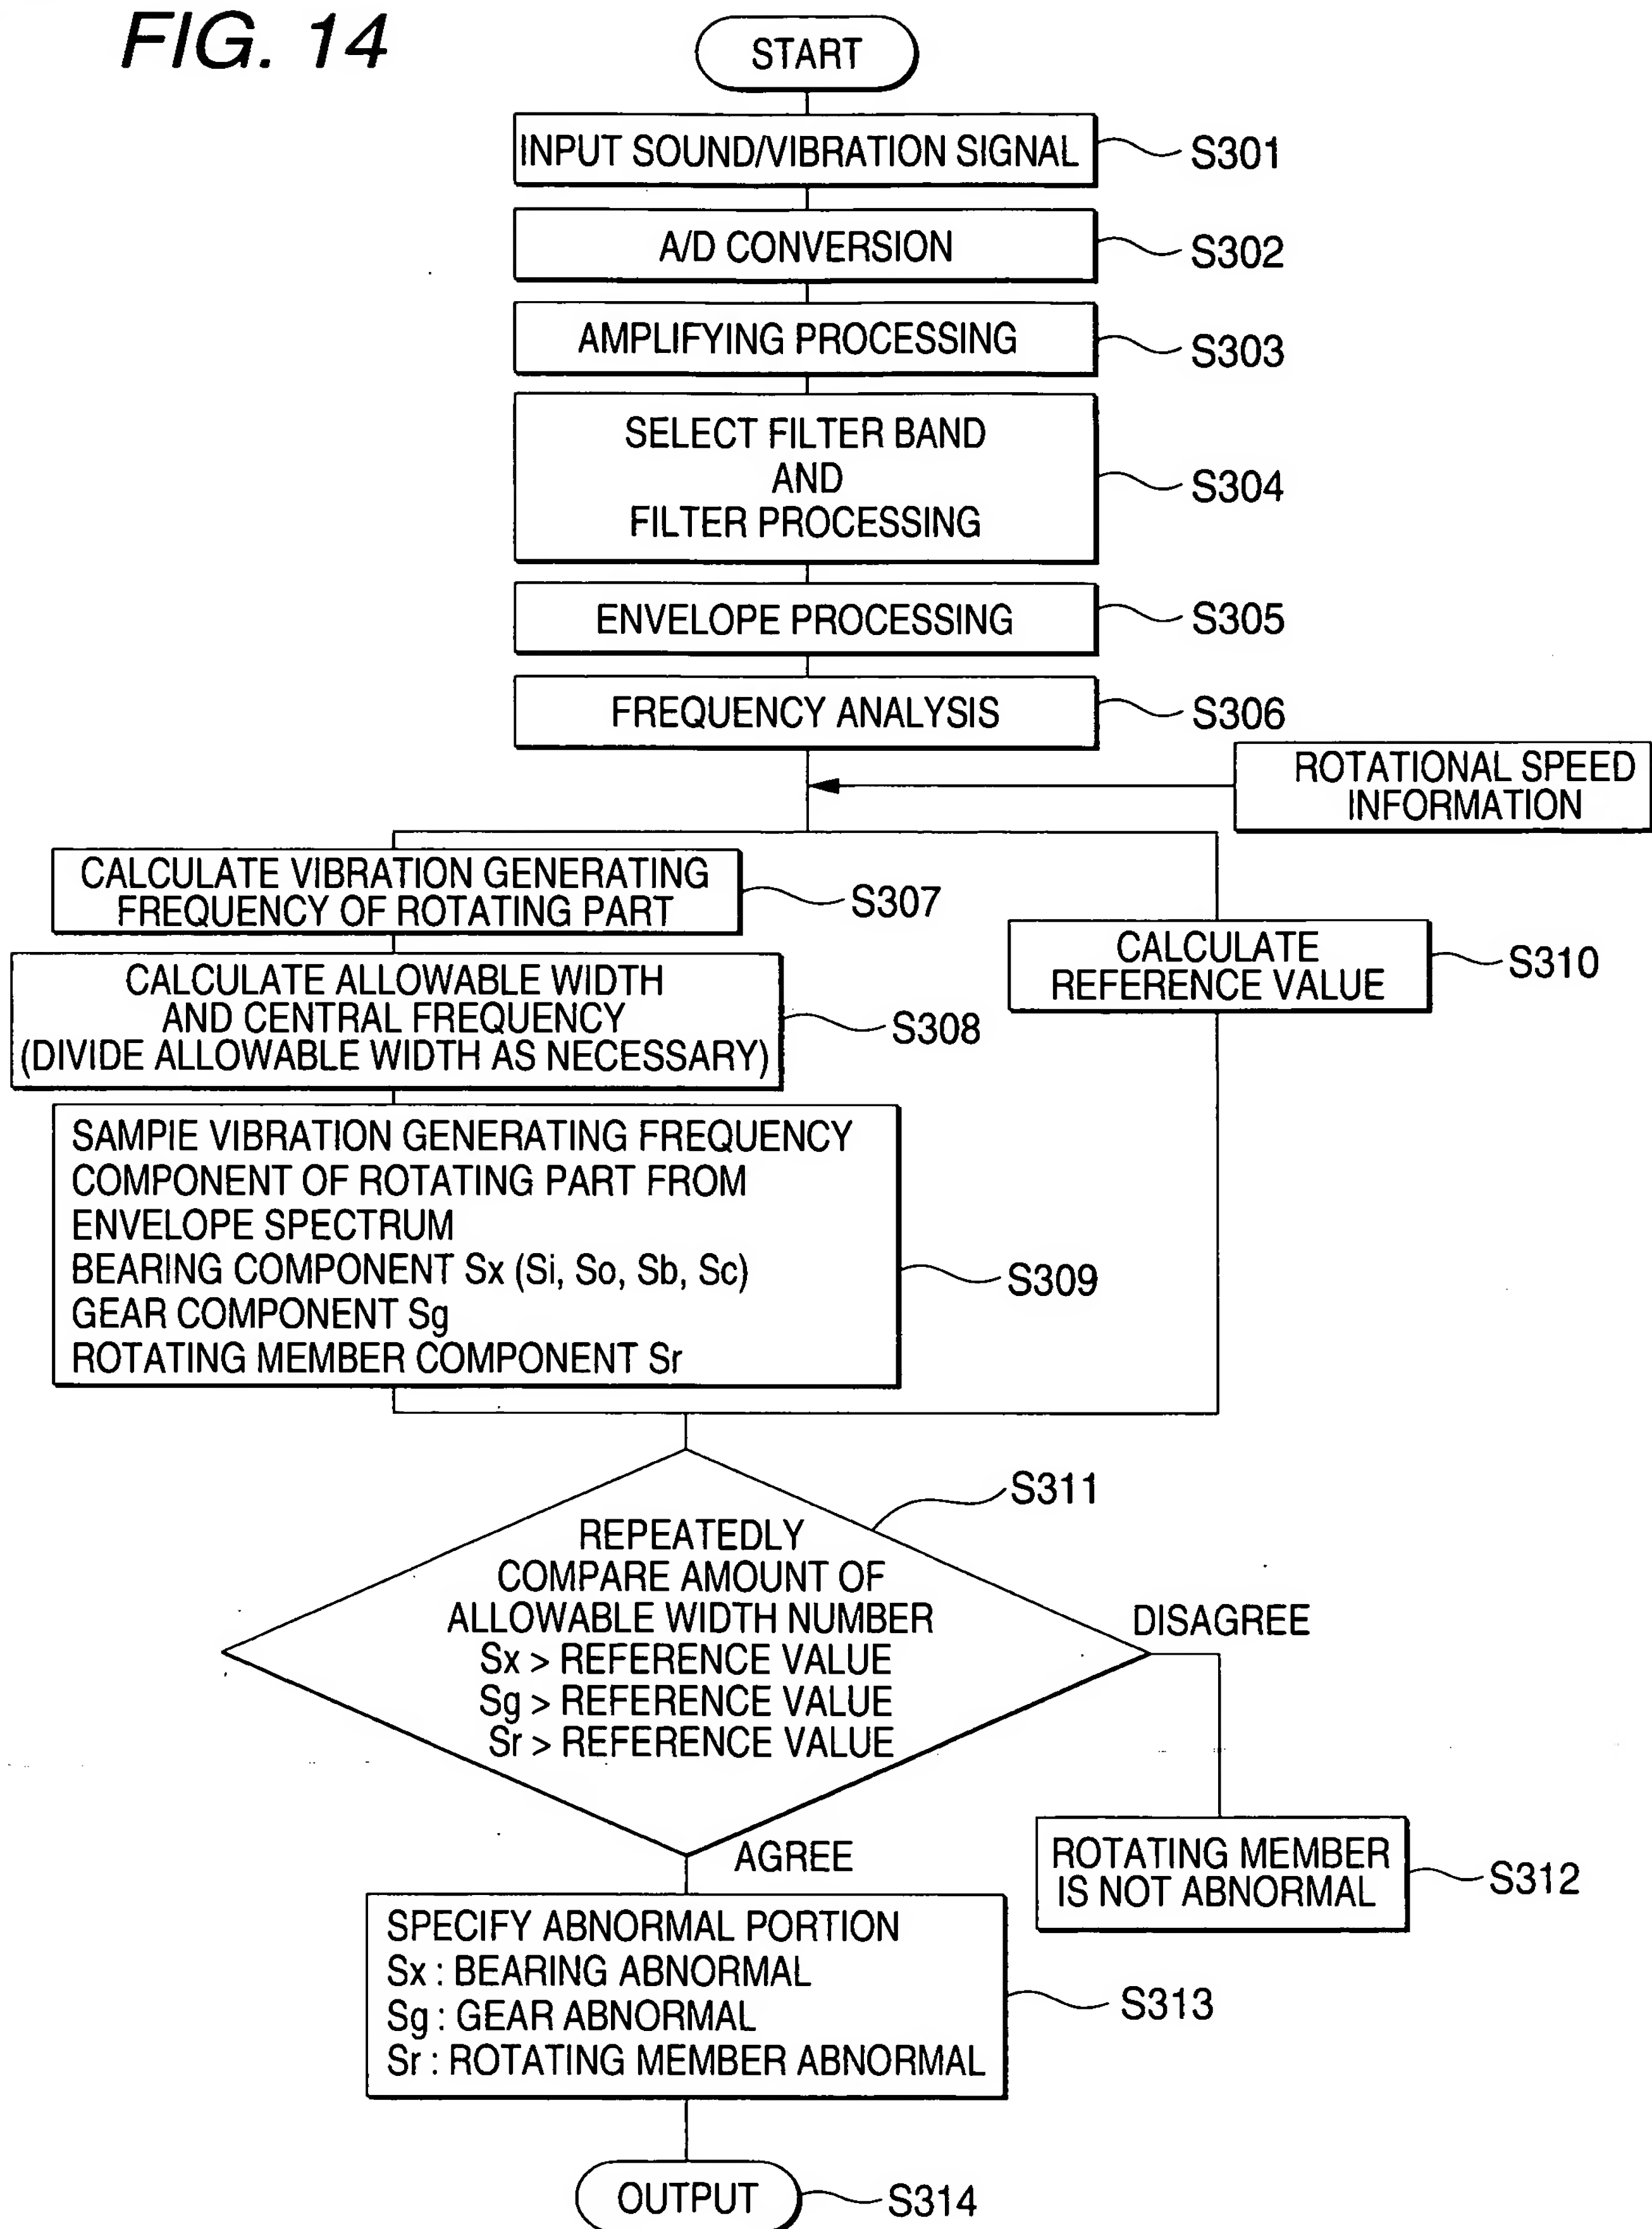 FIG. 14
START
INPUT SOUND/VIBRATION SIGNAL
S301
A/D CONVERSION
S302
AMPLIFYING PROCESSING
S303
SELECT FILTER BAND
AND
FILTER PROCESSING
S304
ENVELOPE PROCESSING
S305
FREQUENCY ANALYSIS
S306
ROTATIONAL SPEED
INFORMATION
CALCULATE VIBRATION GENERATING
FREQUENCY OF ROTATING PART
S307
CALCULATE
REFERENCE VALUE
S310
CALCULATE ALLOWABLE WIDTH
AND CENTRAL FREQUENCY
(DIVIDE ALLOWABLE WIDTH AS NECESSARY)
S308
SAMPIE VIBRATION GENERATING FREQUENCY
COMPONENT OF ROTATING PART FROM
ENVELOPE SPECTRUM
BEARING COMPONENT Sx (Si, So, Sb, Sc)
GEAR COMPONENT Sg
ROTATING MEMBER COMPONENT Sr
S309
S311
REPEATEDLY
COMPARE AMOUNT OF
ALLOWABLE WIDTH NUMBER
Sx > REFERENCE VALUE
Sg > REFERENCE VALUE
Sr > REFERENCE VALUE
DISAGREE
AGREE
ROTATING MEMBER
IS NOT ABNORMAL
S312
SPECIFY ABNORMAL PORTION
Sx : BEARING ABNORMAL
Sg : GEAR ABNORMAL
Sr : ROTATING MEMBER ABNORMAL
S313
OUTPUT
S314